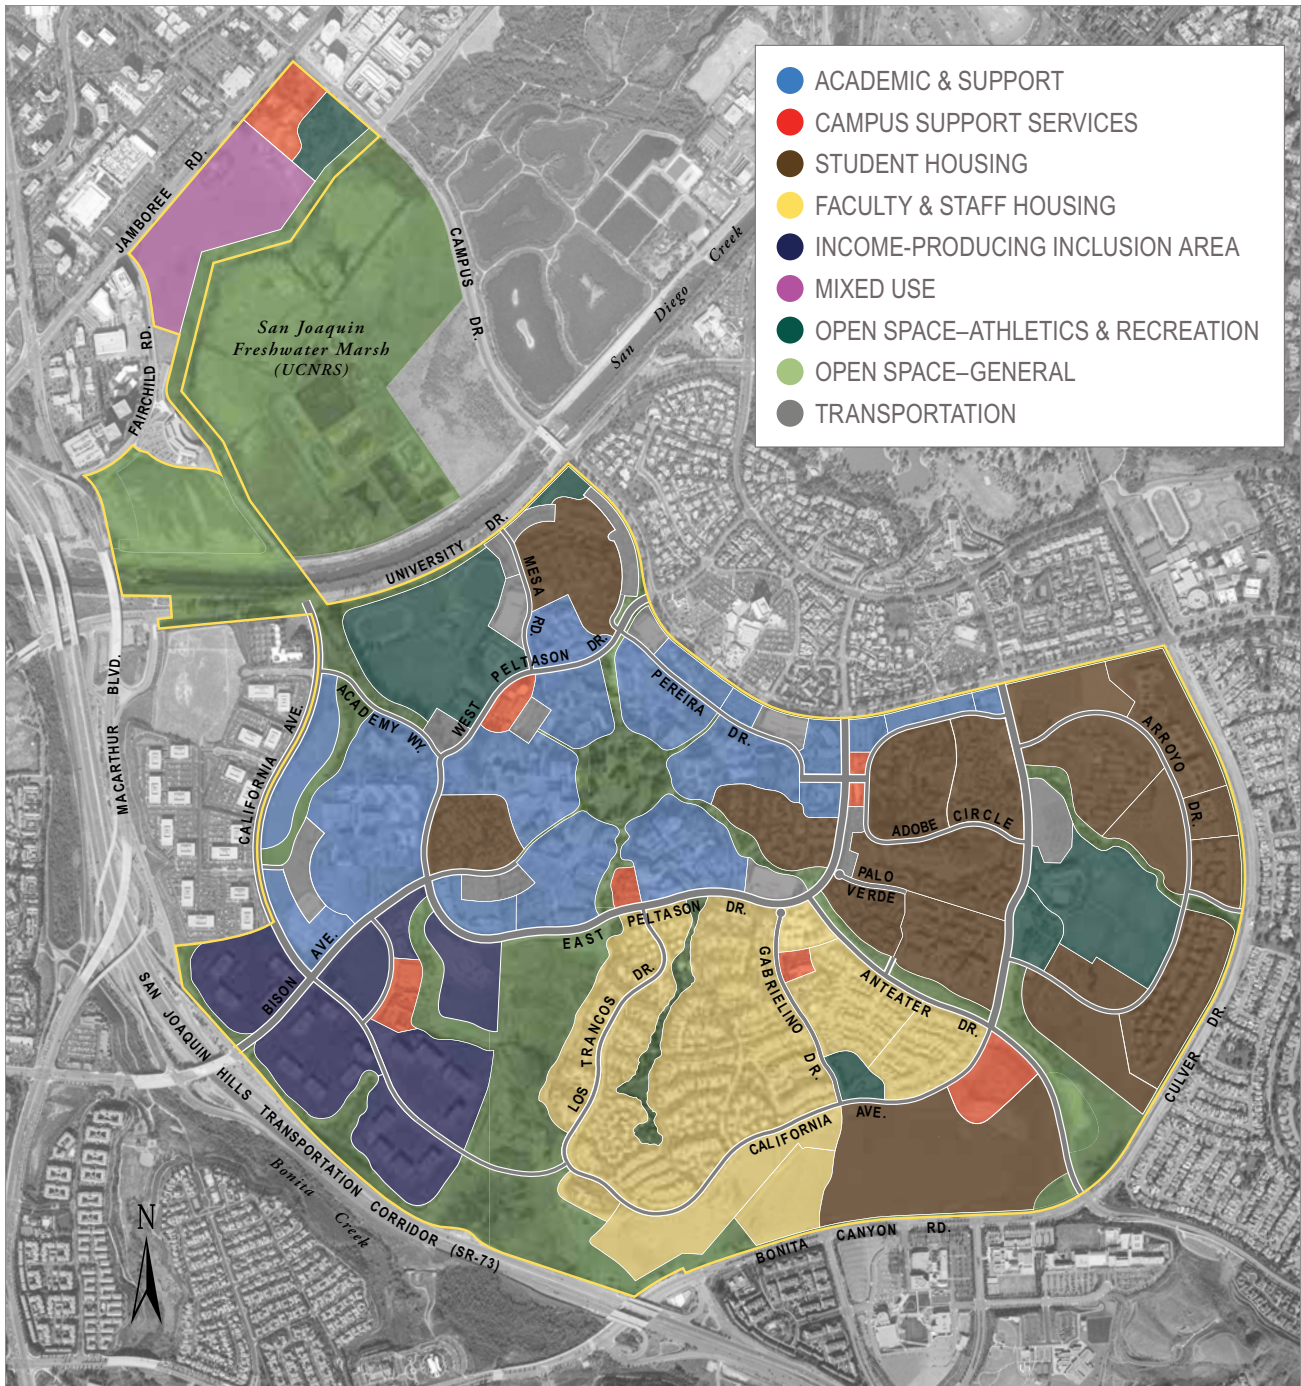 ACADEMIC & SUPPORT
CAMPUS SUPPORT SERVICES
STUDENT HOUSING
FACULTY & STAFF HOUSING
INCOME-PRODUCING INCLUSION AREA
MIXED USE
OPEN SPACE–ATHLETICS & RECREATION
OPEN SPACE–GENERAL
TRANSPORTATION
JAMBOREE RD.
CAMPUS DR.
San Diego Creek
San Joaquin
Freshwater Marsh
(UCNRS)
FAIRCHILD RD.
UNIVERSITY DR.
MESA RD.
WEST PELTASON DR.
PEREIRA DR.
ACADEMY WY.
CALIFORNIA AVE.
MACARTHUR BLVD.
ARROYO DR.
ADOBE CIRCLE
PALO
VERDE
EAST PELTASON DR.
BISON AVE.
LOS TRANCOS DR.
GABRIELINO DR.
ANTEATER DR.
CALIFORNIA AVE.
CULVER DR.
SAN JOAQUIN HILLS TRANSPORTATION CORRIDOR (SR-73)
Bonita Creek
BONITA CANYON RD.
N